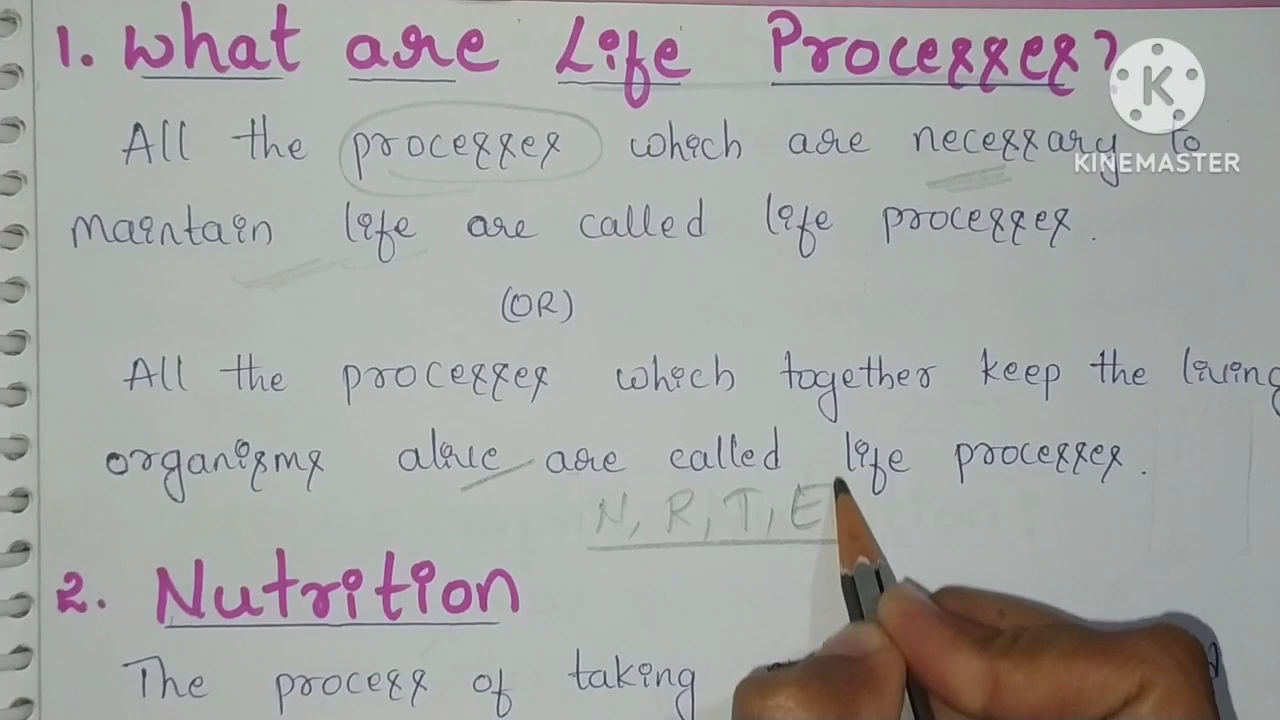 1. What are Life Processes?
K
KINEMASTER
All the processes which are necessary to
maintain life are called life processes.
(OR)
All the processes which together keep the living
organisms alive are called life processes.
N, R, T, E
2. Nutrition
The process of taking